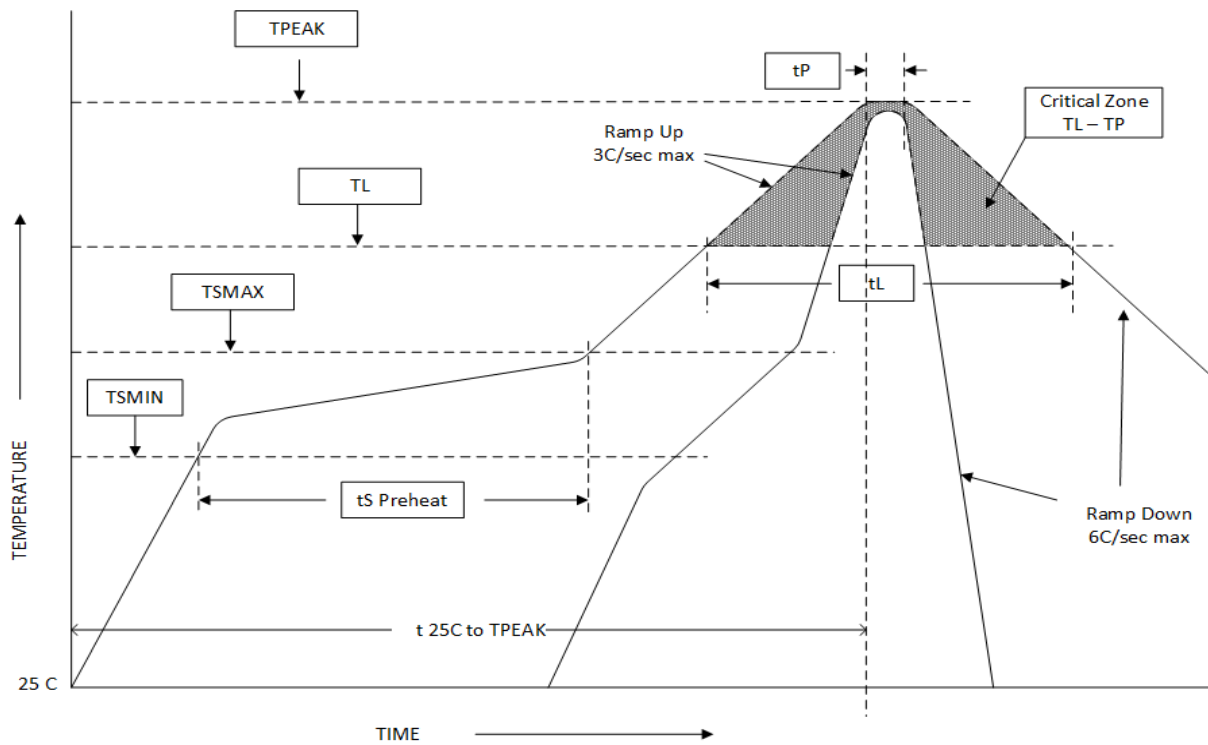 TPEAK
tP
Critical Zone
TL – TP
Ramp Up
3C/sec max
TL
tL
TSMAX
TSMIN
tS Preheat
TEMPERATURE
Ramp Down
6C/sec max
t 25C to TPEAK
25 C
TIME